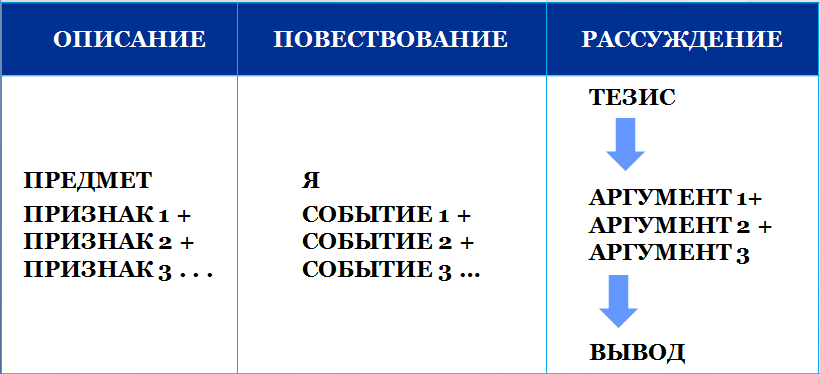 ОПИСАНИЕ
ПОВЕСТВОВАНИЕ
РАССУЖДЕНИЕ
ПРЕДМЕТ
ПРИЗНАК 1 +
ПРИЗНАК 2 +
ПРИЗНАК 3 . . .
Я
СОБЫТИЕ 1 +
СОБЫТИЕ 2 +
СОБЫТИЕ 3 ...
ТЕЗИС
АРГУМЕНТ 1+
АРГУМЕНТ 2 +
АРГУМЕНТ 3
ВЫВОД